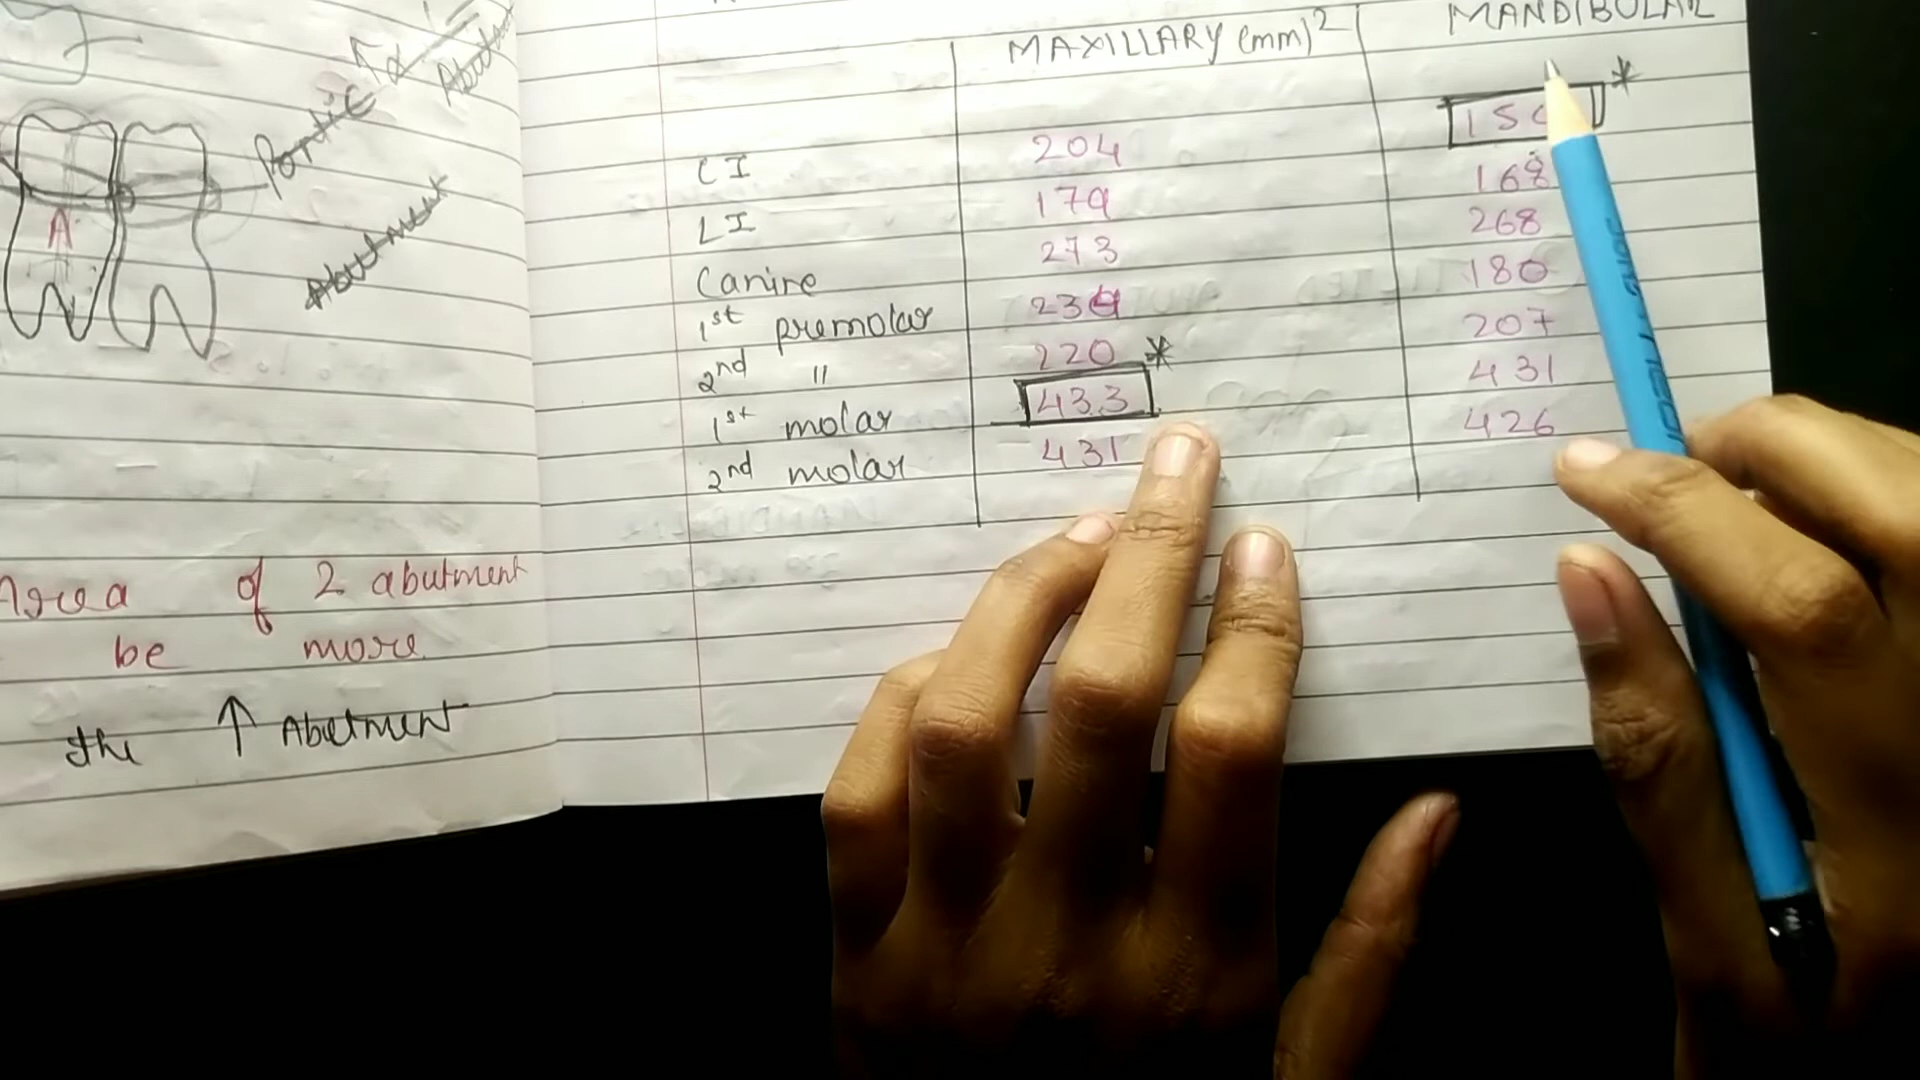 Abutment
Pontic
A
Abutment
Area of 2 abutment
be more
the ↑ Abutment
MAXILLARY (mm)² MANDIBULAR
CI 204 *
LI 179 168
Canine 273 268
1st premolar 234 180
2nd " 220 * 207
1st molar 433 431
2nd molar 431 426